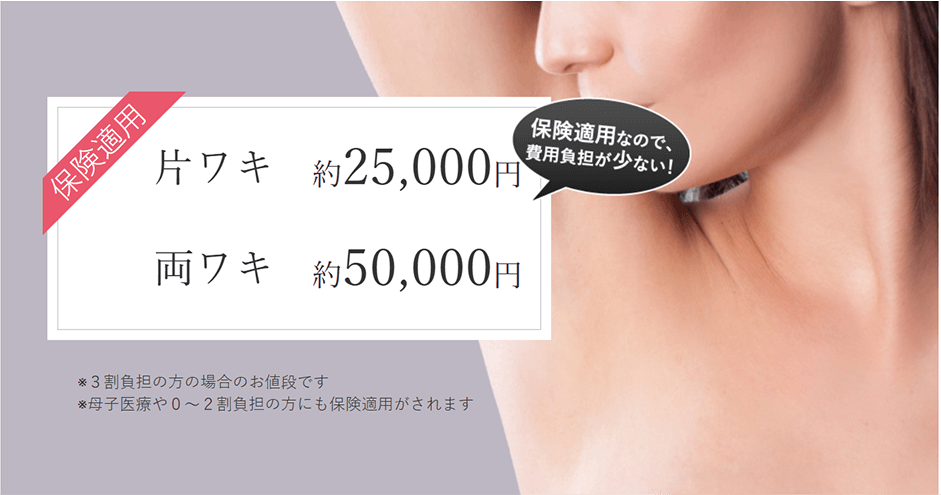 保険適用
片ワキ 約25,000円
保険適用なので、
費用負担が少ない!
両ワキ 約50,000円
※３割負担の方の場合のお値段です
※母子医療や０～２割負担の方にも保険適用がされます